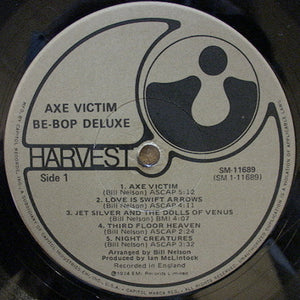 AXE VICTIM
BE-BOP DELUXE
HARVEST
Side 1
SM-11689
(SM 1-11689)
1. AXE VICTIM
(Bill Nelson) ASCAP 5:12
2. LOVE IS SWIFT ARROWS
(Bill Nelson) ASCAP 4:11
3. JET SILVER AND THE DOLLS OF VENUS
(Bill Nelson) BMI 4:07
4. THIRD FLOOR HEAVEN
(Bill Nelson) ASCAP 2:24
5. NIGHT CREATURES
(Bill Nelson) ASCAP 3:34
Arranged by Bill Nelson
Produced by Ian McLintock
Recorded in England
℗1974 EMI Records Limited